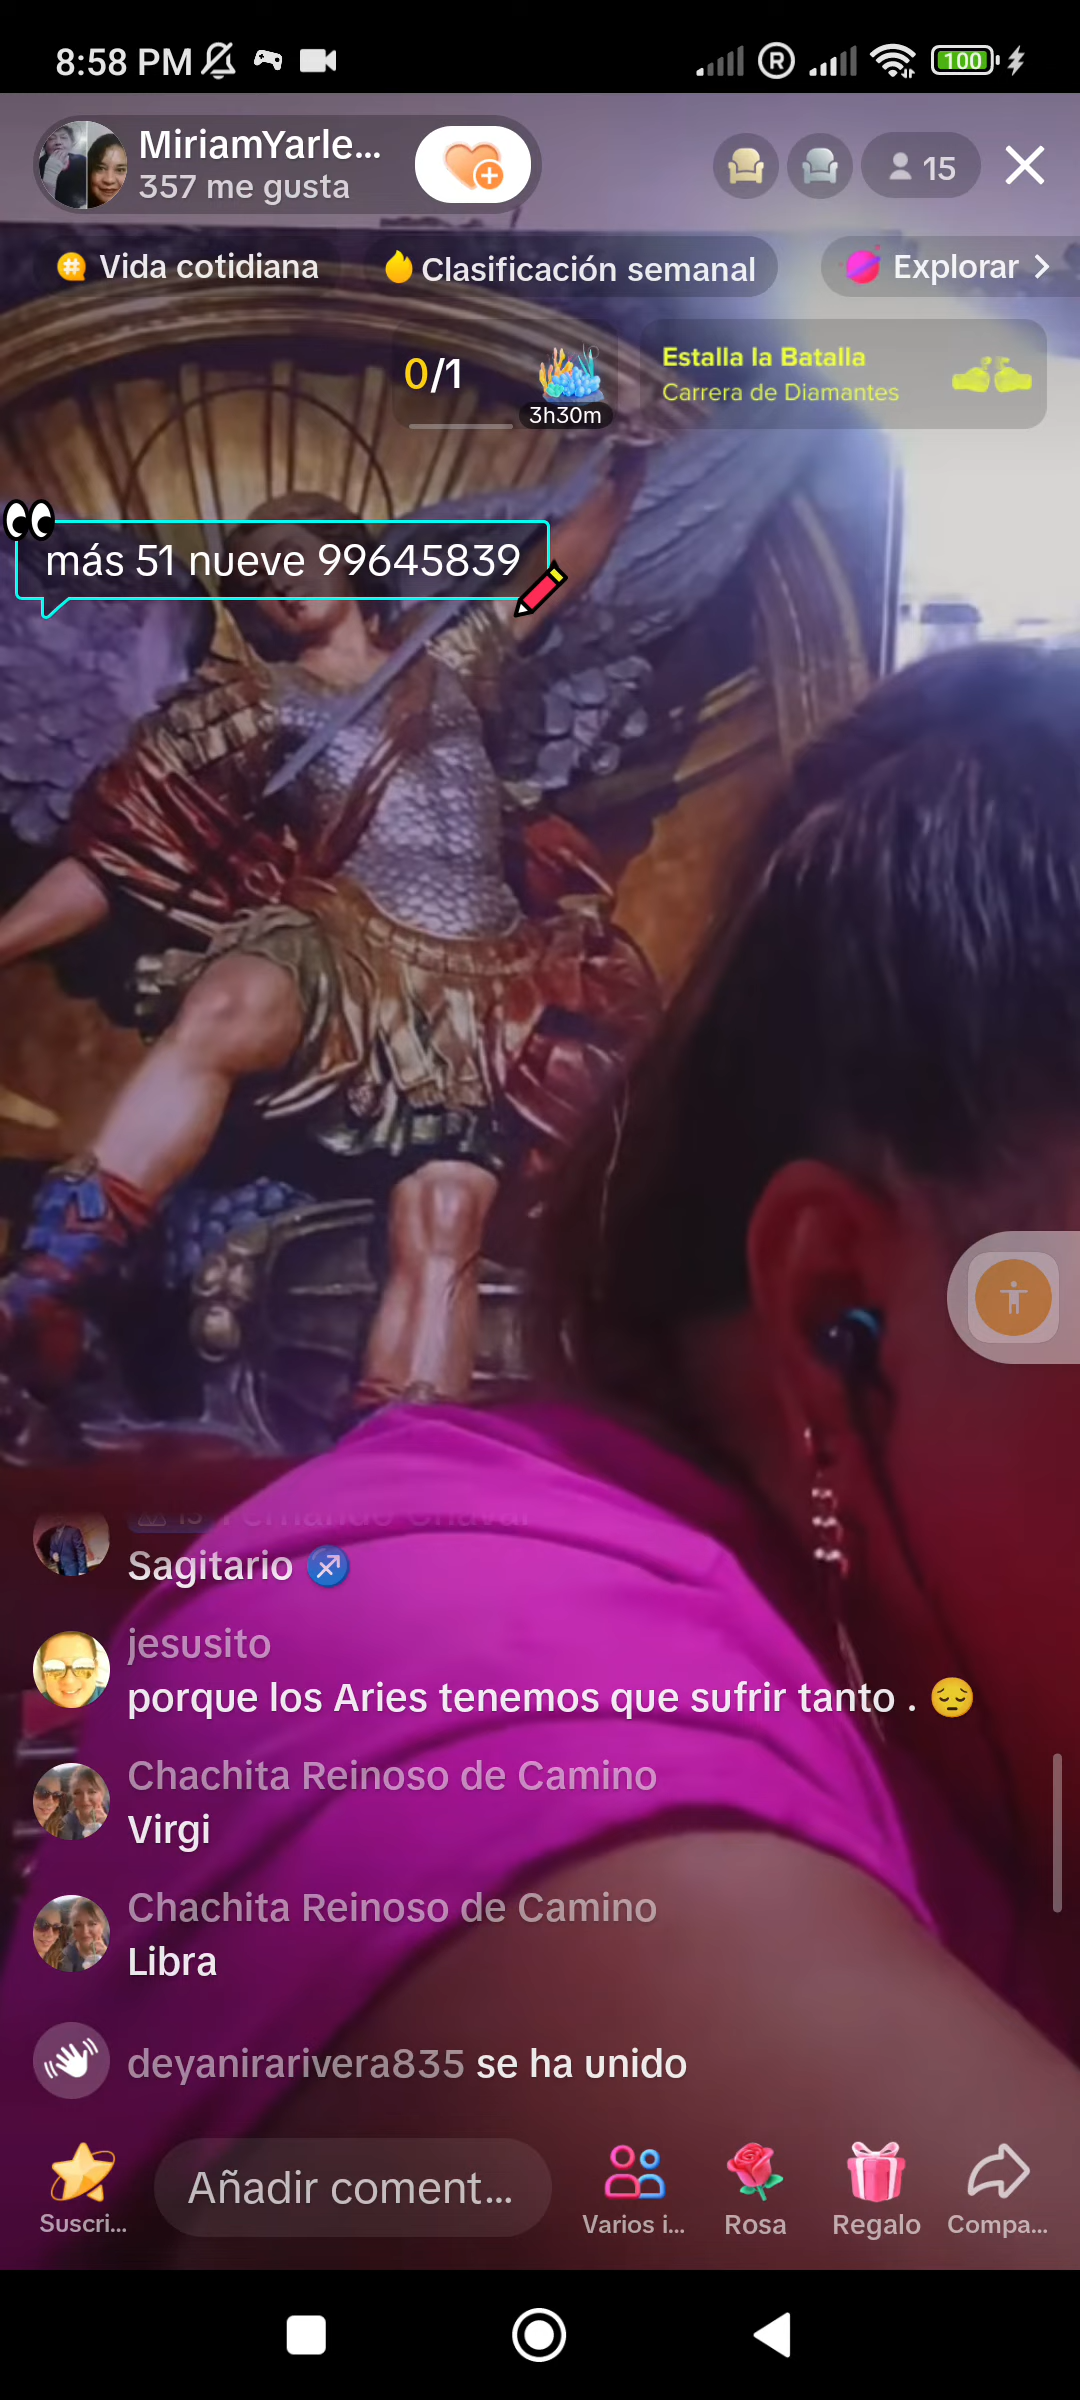 8:58 PM
100
MiriamYarle...
357 me gusta
15
Vida cotidiana
Clasificación semanal
Explorar
0/1
3h30m
Estalla la Batalla
Carrera de Diamantes
más 51 nueve 99645839
Sagitario ♐
jesusito
porque los Aries tenemos que sufrir tanto . 😔
Chachita Reinoso de Camino
Virgi
Chachita Reinoso de Camino
Libra
deyanirarivera835 se ha unido
Añadir coment...
Suscri...
Varios i...
Rosa
Regalo
Compa...